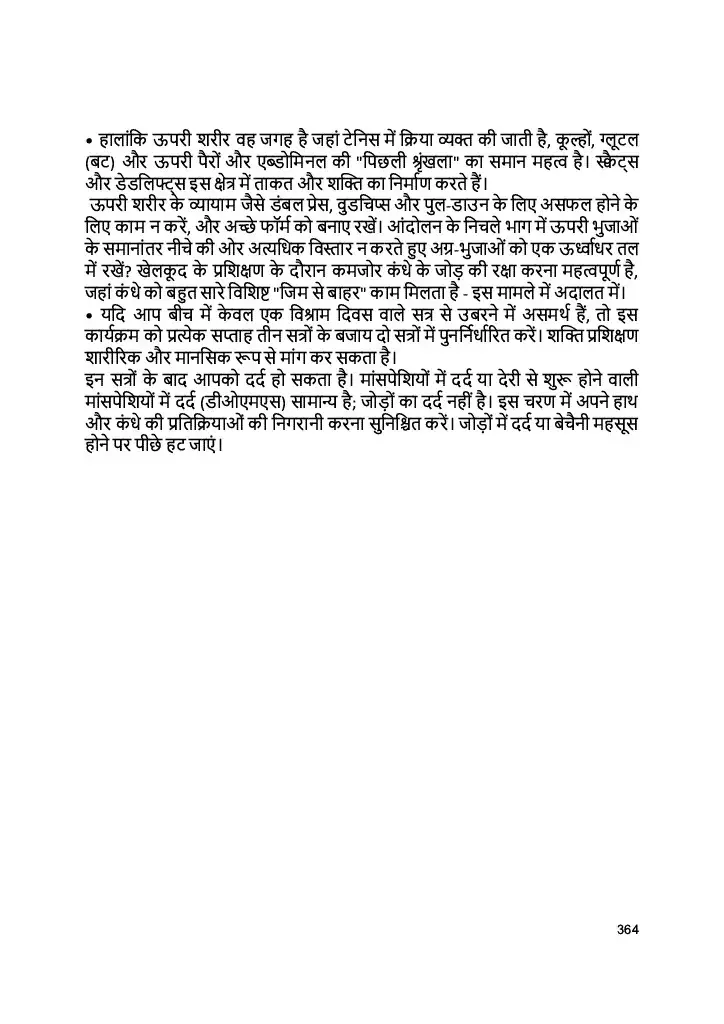 • हालांकि ऊपरी शरीर वह जगह है जहां टेनिस में क्रिया व्यक्त की जाती है, कूल्हों, ग्लूटल
(बट) और ऊपरी पैरों और एब्डोमिनल की "पिछली श्रृंखला" का समान महत्व है। स्कैट्स
और डेडलिफ्ट्स इस क्षेत्र में ताकत और शक्ति का निर्माण करते हैं।
ऊपरी शरीर के व्यायाम जैसे डंबल प्रेस, वुडचिप्स और पुल-डाउन के लिए असफल होने के
लिए काम न करें, और अच्छे फॉर्म को बनाए रखें। आंदोलन के निचले भाग में ऊपरी भुजाओं
के समानांतर नीचे की ओर अत्यधिक विस्तार न करते हुए अग्र-भुजाओं को एक ऊर्ध्वाधर तल
में रखें? खेलकूद के प्रशिक्षण के दौरान कमजोर कंधे के जोड़ की रक्षा करना महत्वपूर्ण है,
जहां कंधे को बहुत सारे विशिष्ट "जिम से बाहर" काम मिलता है - इस मामले में अदालत में।
• यदि आप बीच में केवल एक विश्राम दिवस वाले सत्र से उबरने में असमर्थ हैं, तो इस
कार्यक्रम को प्रत्येक सप्ताह तीन सत्रों के बजाय दो सत्रों में पुनर्निर्धारित करें। शक्ति प्रशिक्षण
शारीरिक और मानसिक रूप से मांग कर सकता है।
इन सत्रों के बाद आपको दर्द हो सकता है। मांसपेशियों में दर्द या देरी से शुरू होने वाली
मांसपेशियों में दर्द (डीओएमएस) सामान्य है; जोड़ों का दर्द नहीं है। इस चरण में अपने हाथ
और कंधे की प्रतिक्रियाओं की निगरानी करना सुनिश्चित करें। जोड़ों में दर्द या बेचैनी महसूस
होने पर पीछे हट जाएं।
364